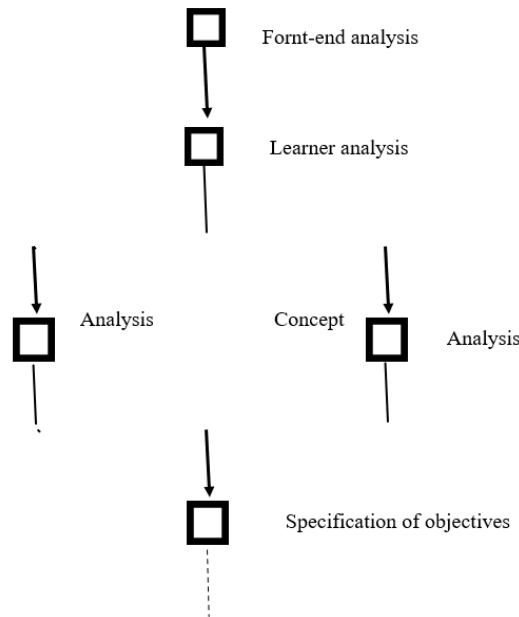 Fornt-end analysis
Learner analysis
Analysis
Concept
Analysis
Specification of objectives